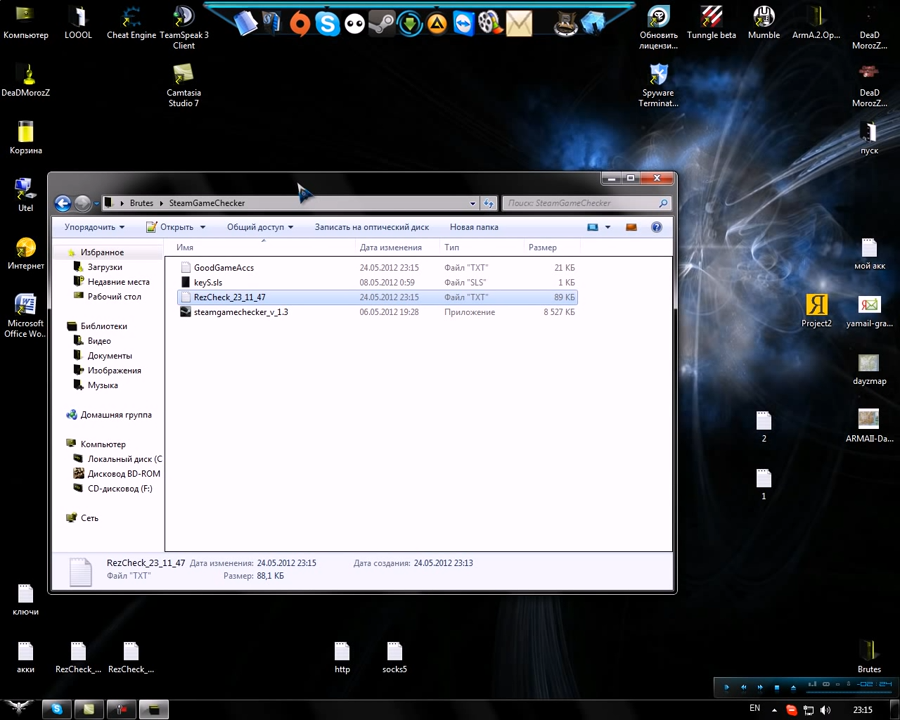 Компьютер
LOOOL
Cheat Engine
TeamSpeak 3
Client
Обновить
лицензи...
Tunngle beta
Mumble
ArmA.2.Op...
DeaD
MorozZ...
DeaDMorozZ
Camtasia
Studio 7
Spyware
Terminat...
DeaD
MorozZ...
Корзина
пуск
Utel
Brutes
SteamGameChecker
Поиск: SteamGameChecker
Упорядочить
Открыть
Общий доступ
Записать на оптический диск
Новая папка
Имя
Дата изменения
Тип
Размер
Избранное
Загрузки
Недавние места
Рабочий стол
Библиотеки
Видео
Документы
Изображения
Музыка
Домашняя группа
Компьютер
Локальный диск (C
Дисковод BD-ROM
CD-дисковод (F:)
Сеть
GoodGameAccs 24.05.2012 23:15 Файл "TXT" 21 КБ
keyS.sls 08.05.2012 0:59 Файл "SLS" 1 КБ
RezCheck_23_11_47 24.05.2012 23:15 Файл "TXT" 89 КБ
steamgamechecker_v_1.3 06.05.2012 19:28 Приложение 8 527 КБ
RezCheck_23_11_47 Дата изменения: 24.05.2012 23:15 Дата создания: 24.05.2012 23:13
Файл "TXT" Размер: 88,1 КБ
Интернет
мой акк
Microsoft
Office Wo...
Project2
yamail-gra...
dayzmap
2
ARMAII-Da...
1
ключи
акки
RezCheck_...
RezCheck_...
http
socks5
Brutes
EN
23:15